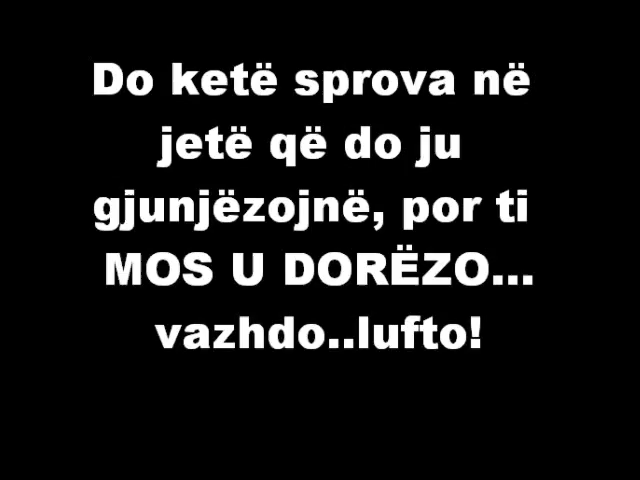 Do ketë sprova në
jetë që do ju
gjunjëzojnë, por ti
MOS U DORËZO...
vazhdo..lufto!